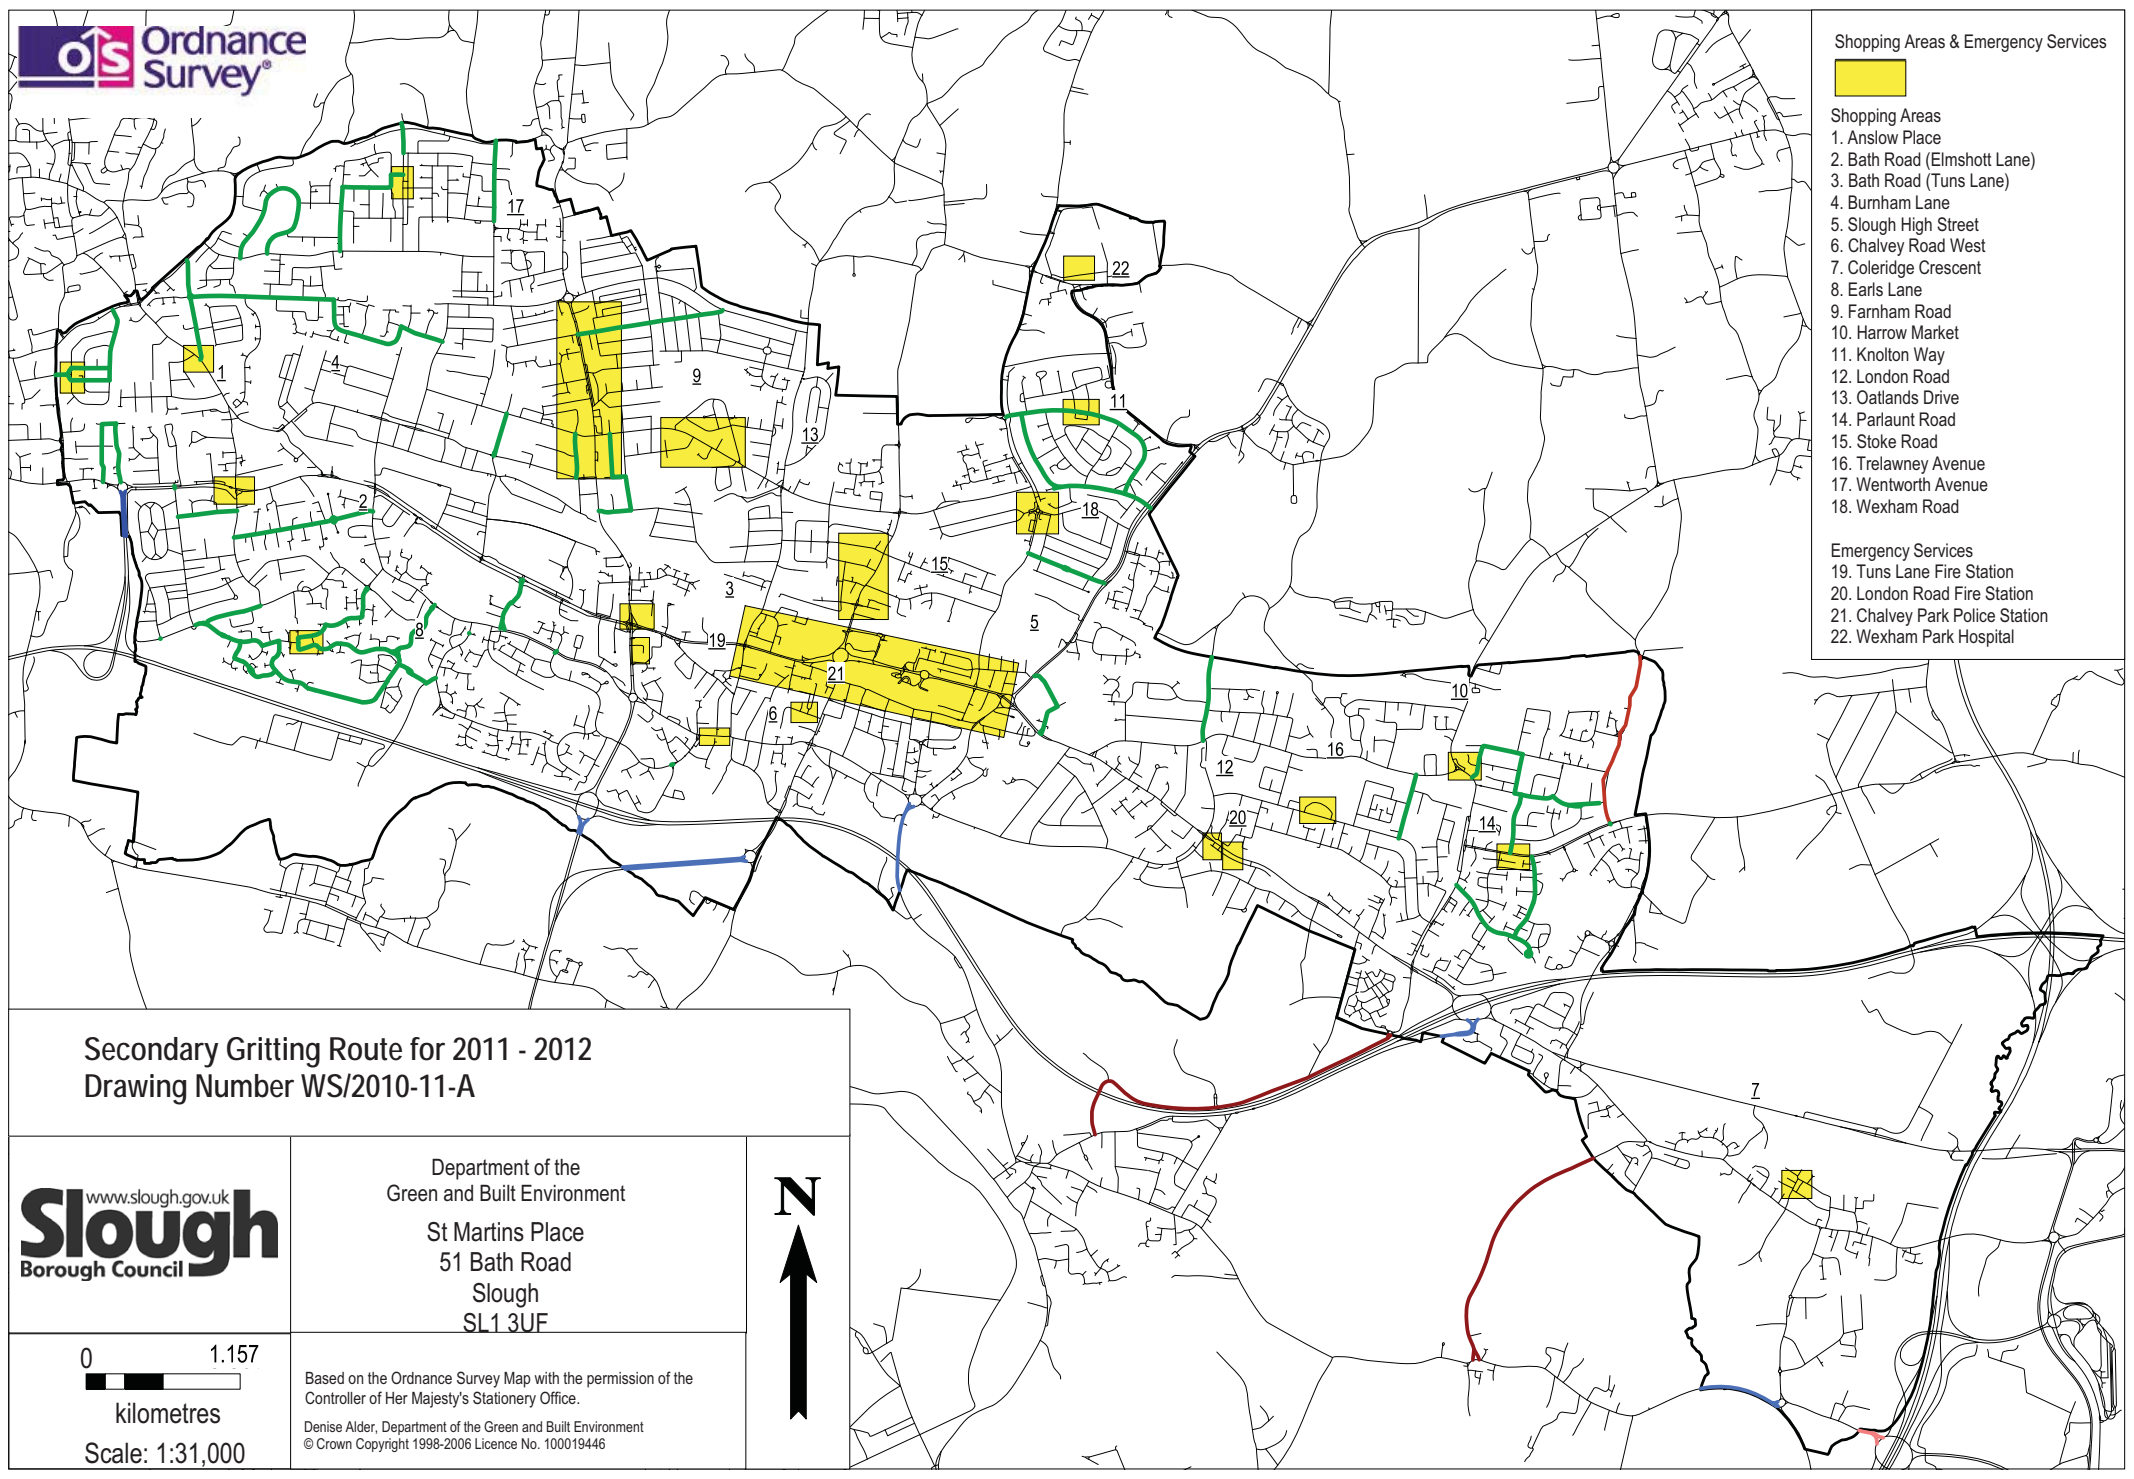 Ordnance
Survey®
OS
Shopping Areas & Emergency Services
Shopping Areas
1. Anslow Place
2. Bath Road (Elmshott Lane)
3. Bath Road (Tuns Lane)
4. Burnham Lane
5. Slough High Street
6. Chalvey Road West
7. Coleridge Crescent
8. Earls Lane
9. Farnham Road
10. Harrow Market
11. Knolton Way
12. London Road
13. Oatlands Drive
14. Parlaunt Road
15. Stoke Road
16. Trelawney Avenue
17. Wentworth Avenue
18. Wexham Road
Emergency Services
19. Tuns Lane Fire Station
20. London Road Fire Station
21. Chalvey Park Police Station
22. Wexham Park Hospital
17
22
4
1
9
11
13
2
18
15
3
8
19
5
21
6
10
16
12
20
14
14
7
Secondary Gritting Route for 2011 - 2012
Drawing Number WS/2010-11-A
www.slough.gov.uk
Slough
Borough Council
Department of the
Green and Built Environment
St Martins Place
51 Bath Road
Slough
SL1 3UF
N
0 1.157
kilometres
Scale: 1:31,000
Based on the Ordnance Survey Map with the permission of the
Controller of Her Majesty's Stationery Office.
Denise Alder, Department of the Green and Built Environment
© Crown Copyright 1998-2006 Licence No. 100019446